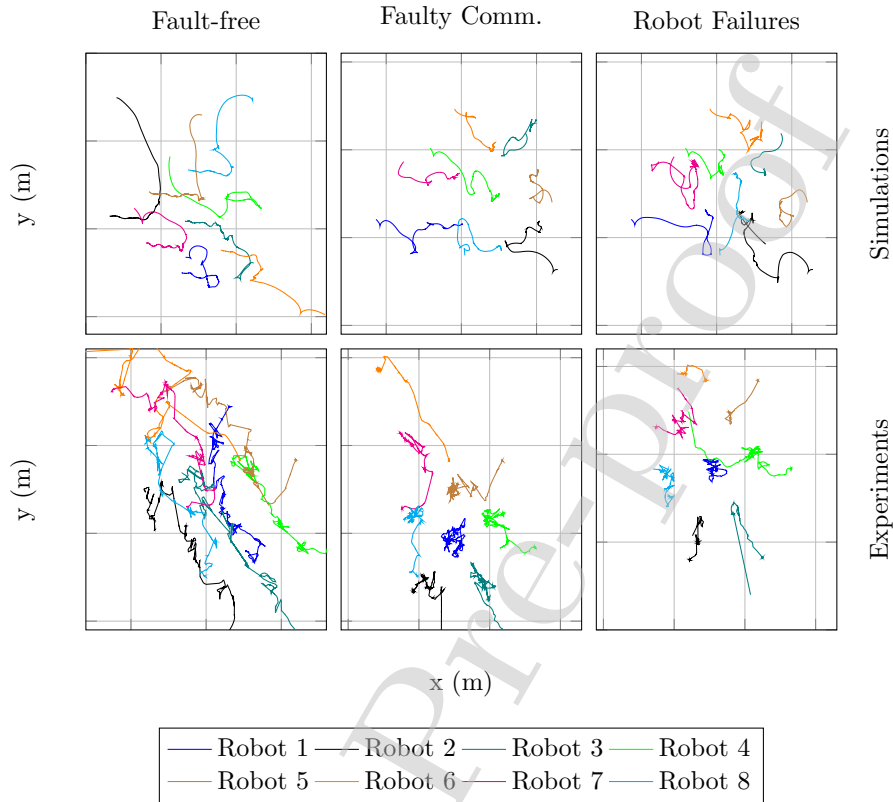 Fault-free
Faulty Comm.
Robot Failures
y (m)
Simulations
y (m)
Experiments
x (m)
Robot 1 Robot 2 Robot 3 Robot 4
Robot 5 Robot 6 Robot 7 Robot 8
Pre-proof